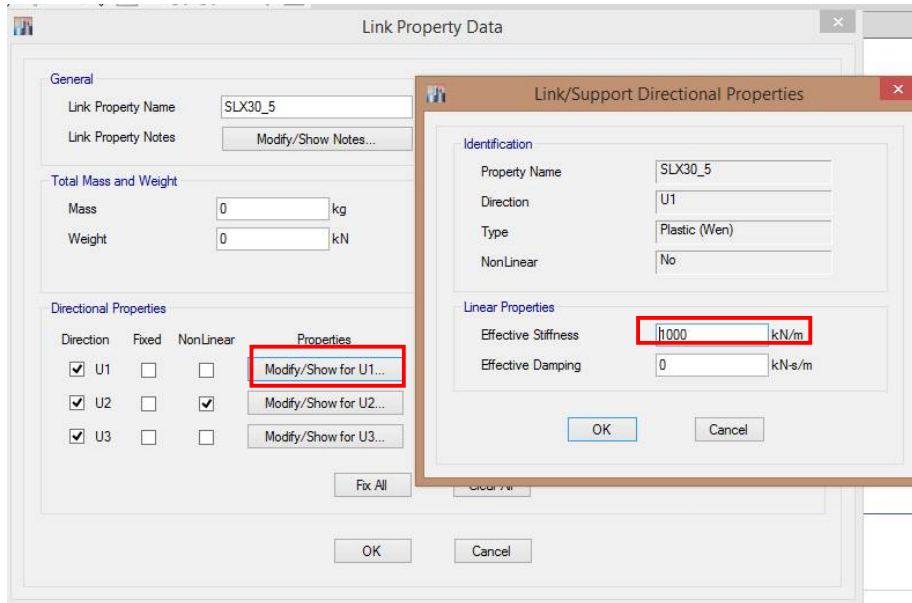 Link Property Data
General
Link Property Name SLX30_5
Link Property Notes Modify/Show Notes...
Total Mass and Weight
Mass 0 kg
Weight 0 kN
Directional Properties
Direction Fixed NonLinear Properties
U1 Modify/Show for U1...
U2 Modify/Show for U2...
U3 Modify/Show for U3...
Fix All Clear All
OK Cancel
Link/Support Directional Properties
Identification
Property Name SLX30_5
Direction U1
Type Plastic (Wen)
NonLinear No
Linear Properties
Effective Stiffness 1000 kN/m
Effective Damping 0 kN-s/m
OK Cancel